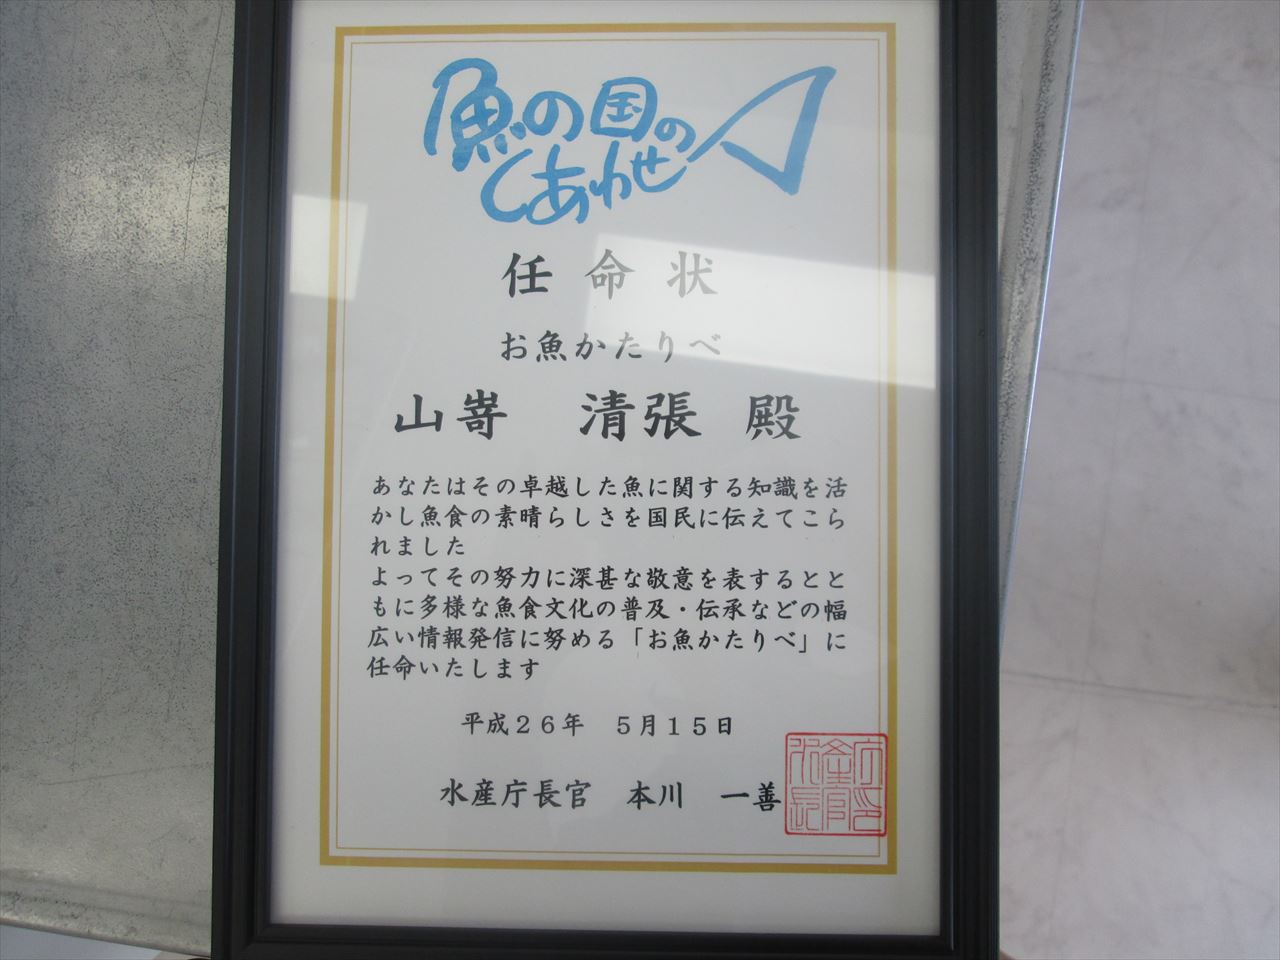 魚の国の
しあわせ
任命状
お魚かたりべ
山嵜　清張 殿
あなたはその卓越した魚に関する知識を活
かし魚食の素晴らしさを国民に伝えてこら
れました
よってその努力に深甚な敬意を表するとと
もに多様な魚食文化の普及・伝承などの幅
広い情報発信に努める「お魚かたりべ」に
任命いたします
平成２６年　５月１５日
水産庁長官　本川　一善